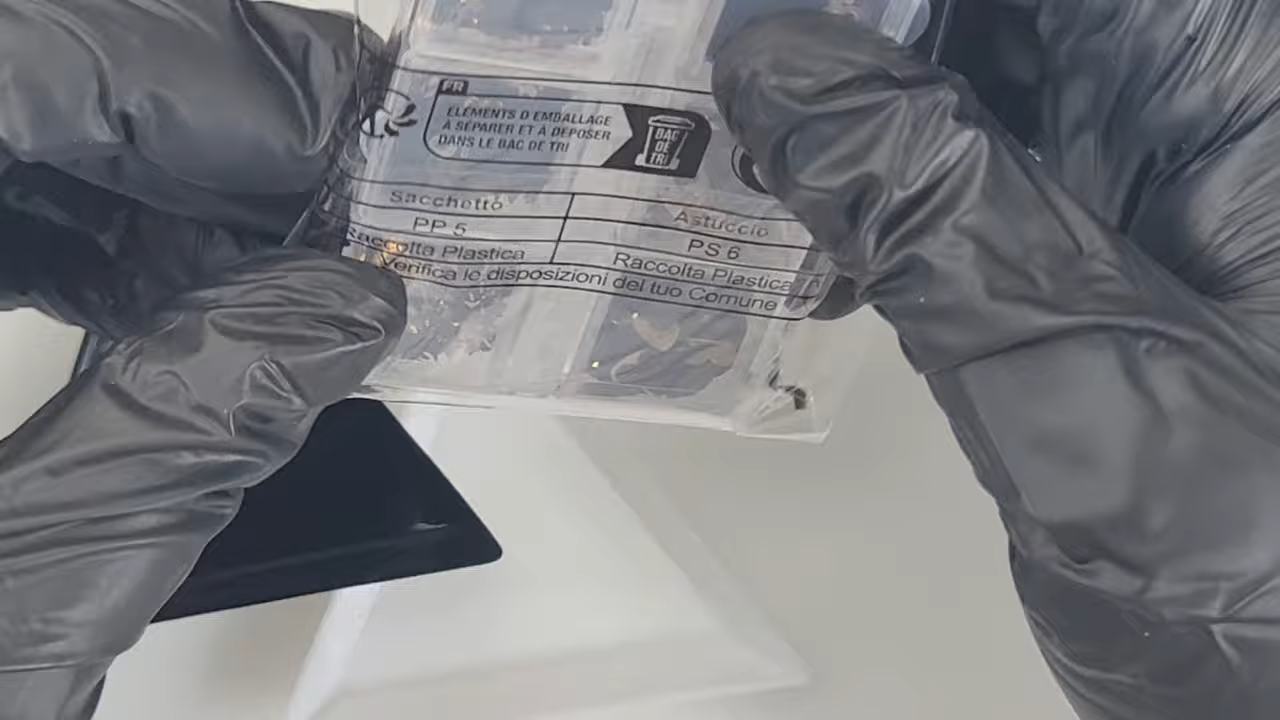 FR
ÉLÉMENTS D'EMBALLAGE
À SÉPARER ET À DÉPOSER
DANS LE BAC DE TRI
BAC
DE
TRI
Sacchetto
Astuccio
PP 5
PS 6
Raccolta Plastica
Raccolta Plastica
Verifica le disposizioni del tuo Comune